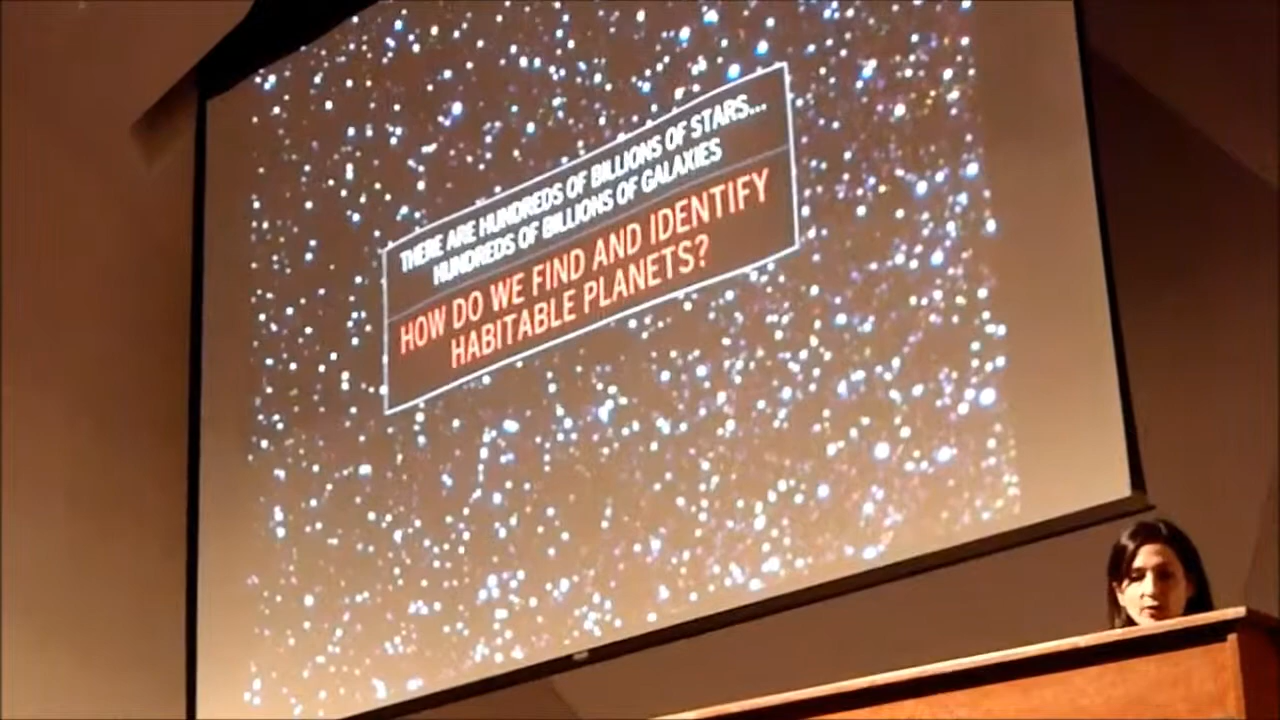 THERE ARE HUNDREDS OF BILLIONS OF STARS...
HUNDREDS OF BILLIONS OF GALAXIES
HOW DO WE FIND AND IDENTIFY
HABITABLE PLANETS?